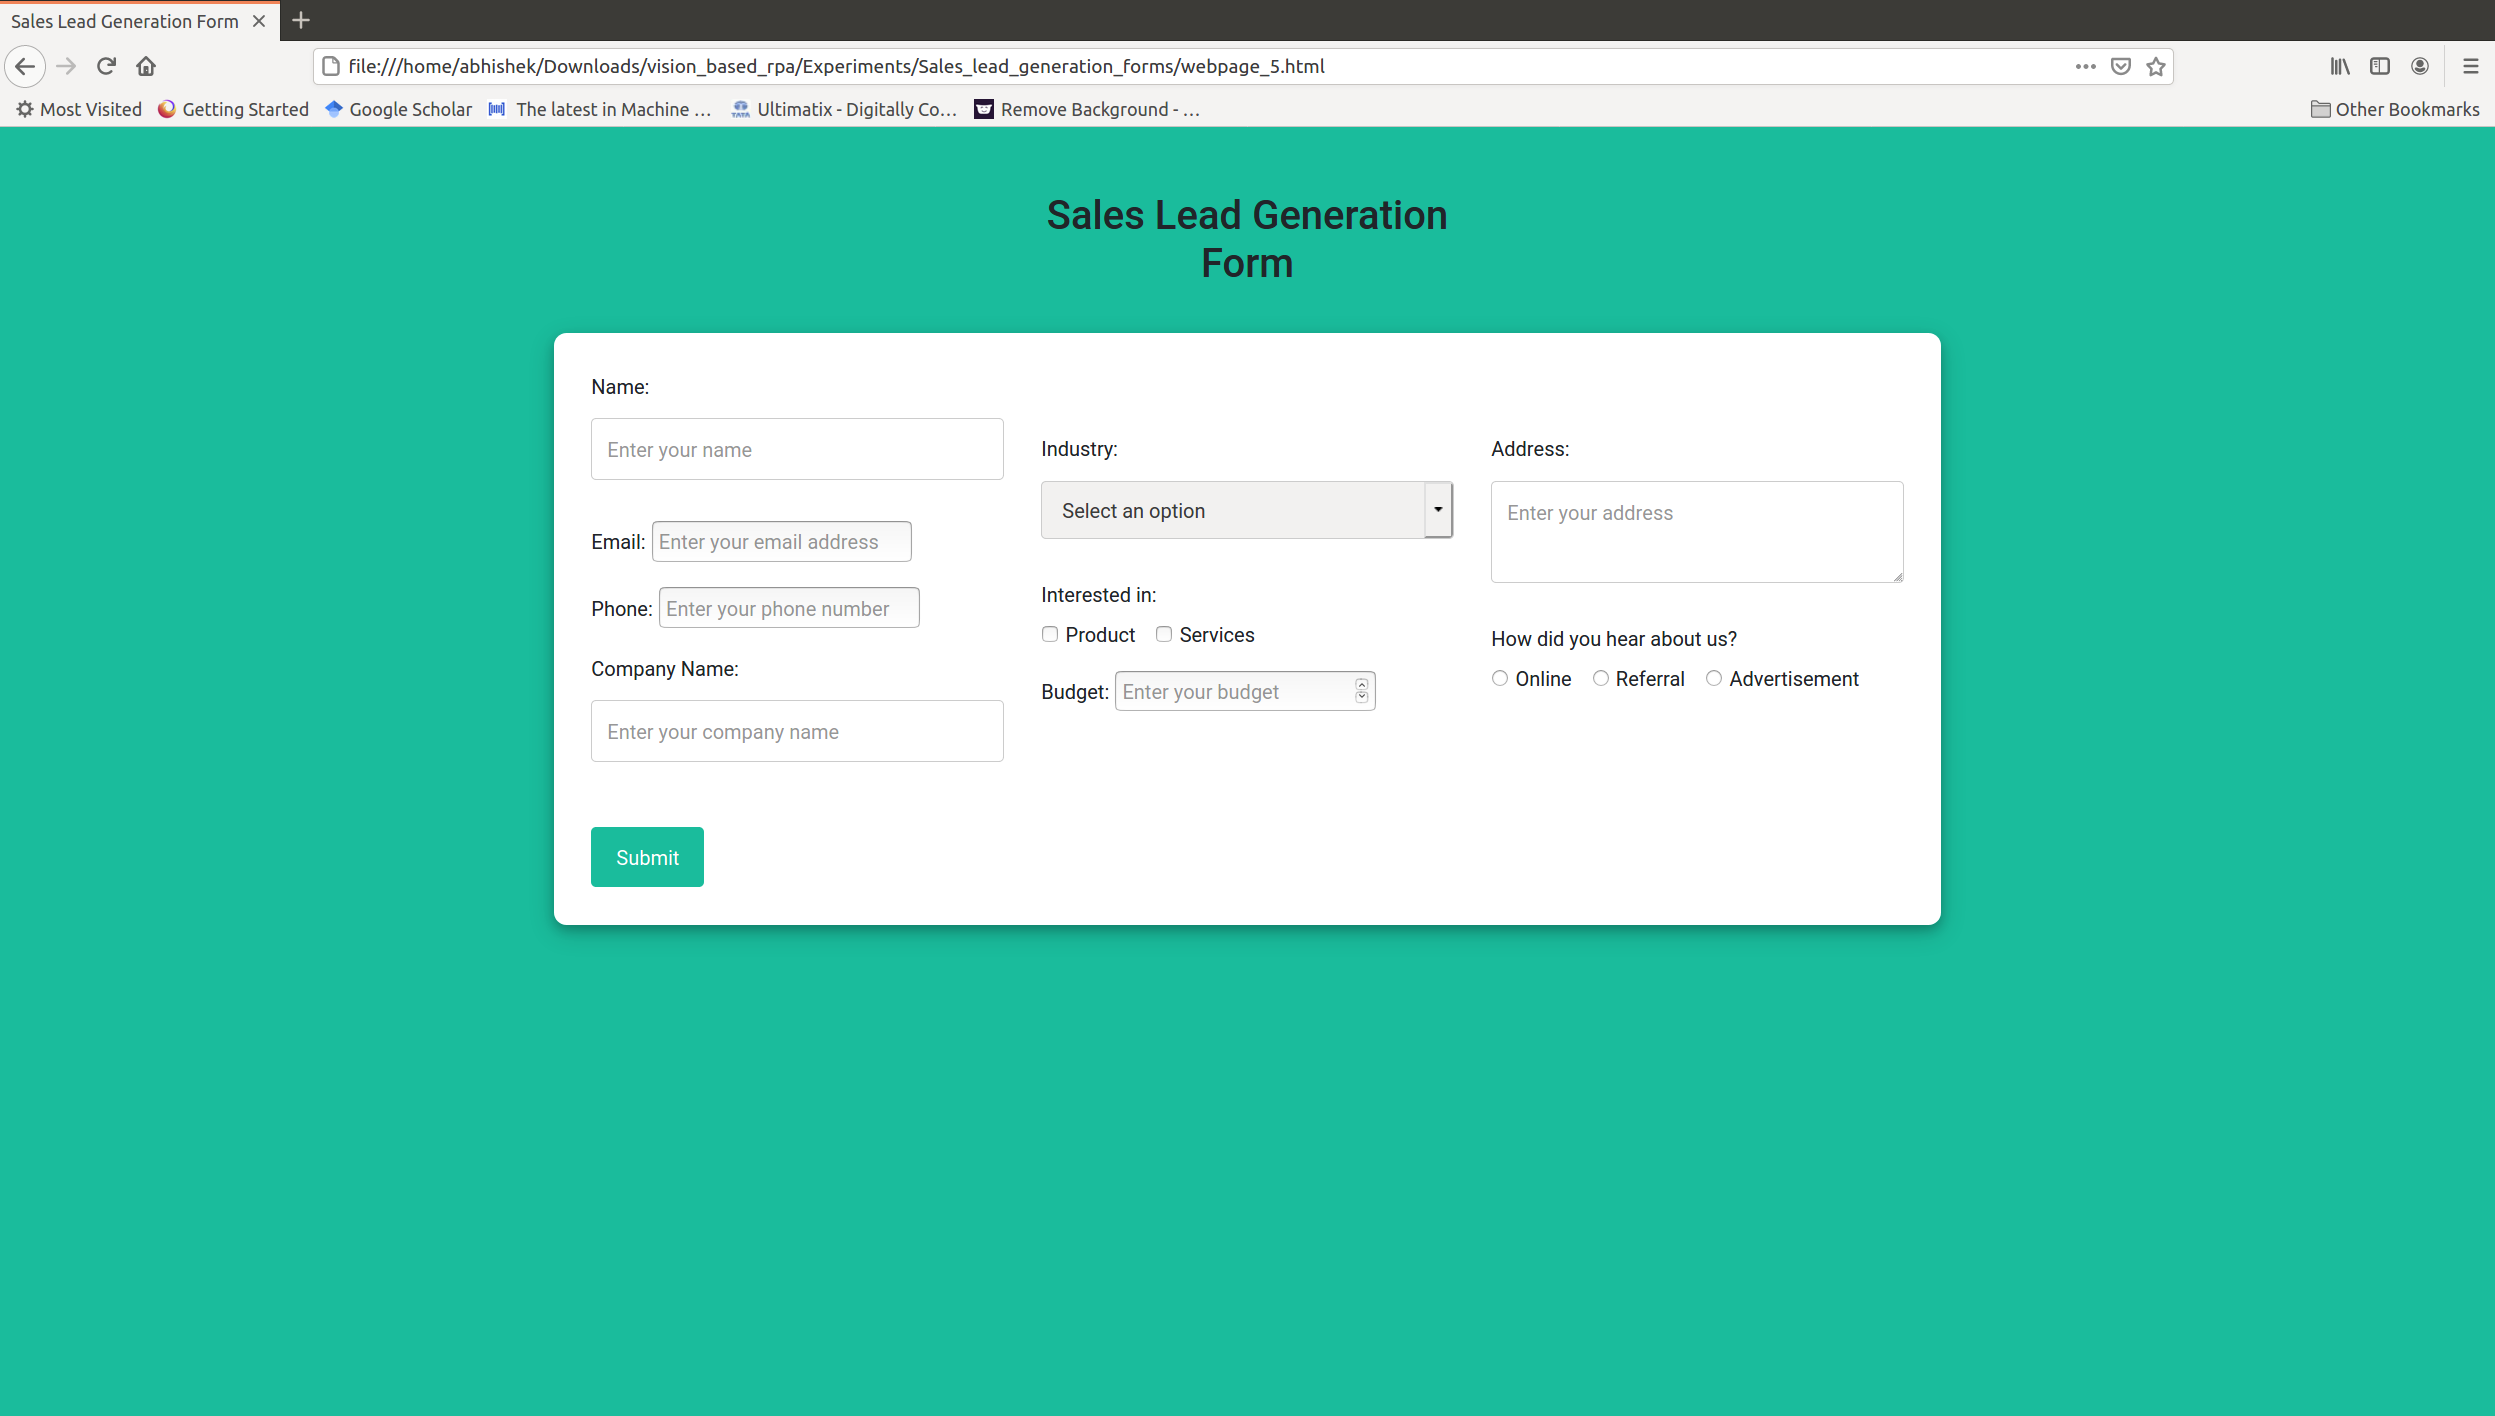 Sales Lead Generation Form
file:///home/abhishek/Downloads/vision_based_rpa/Experiments/Sales_lead_generation_forms/webpage_5.html
Most Visited Getting Started Google Scholar The latest in Machine … Ultimatix - Digitally Co… Remove Background - … Other Bookmarks
Sales Lead Generation
Form
Name:
Enter your name
Email: Enter your email address
Phone: Enter your phone number
Company Name:
Enter your company name
Industry:
Select an option
Interested in:
Product Services
Budget: Enter your budget
Address:
Enter your address
How did you hear about us?
Online Referral Advertisement
Submit